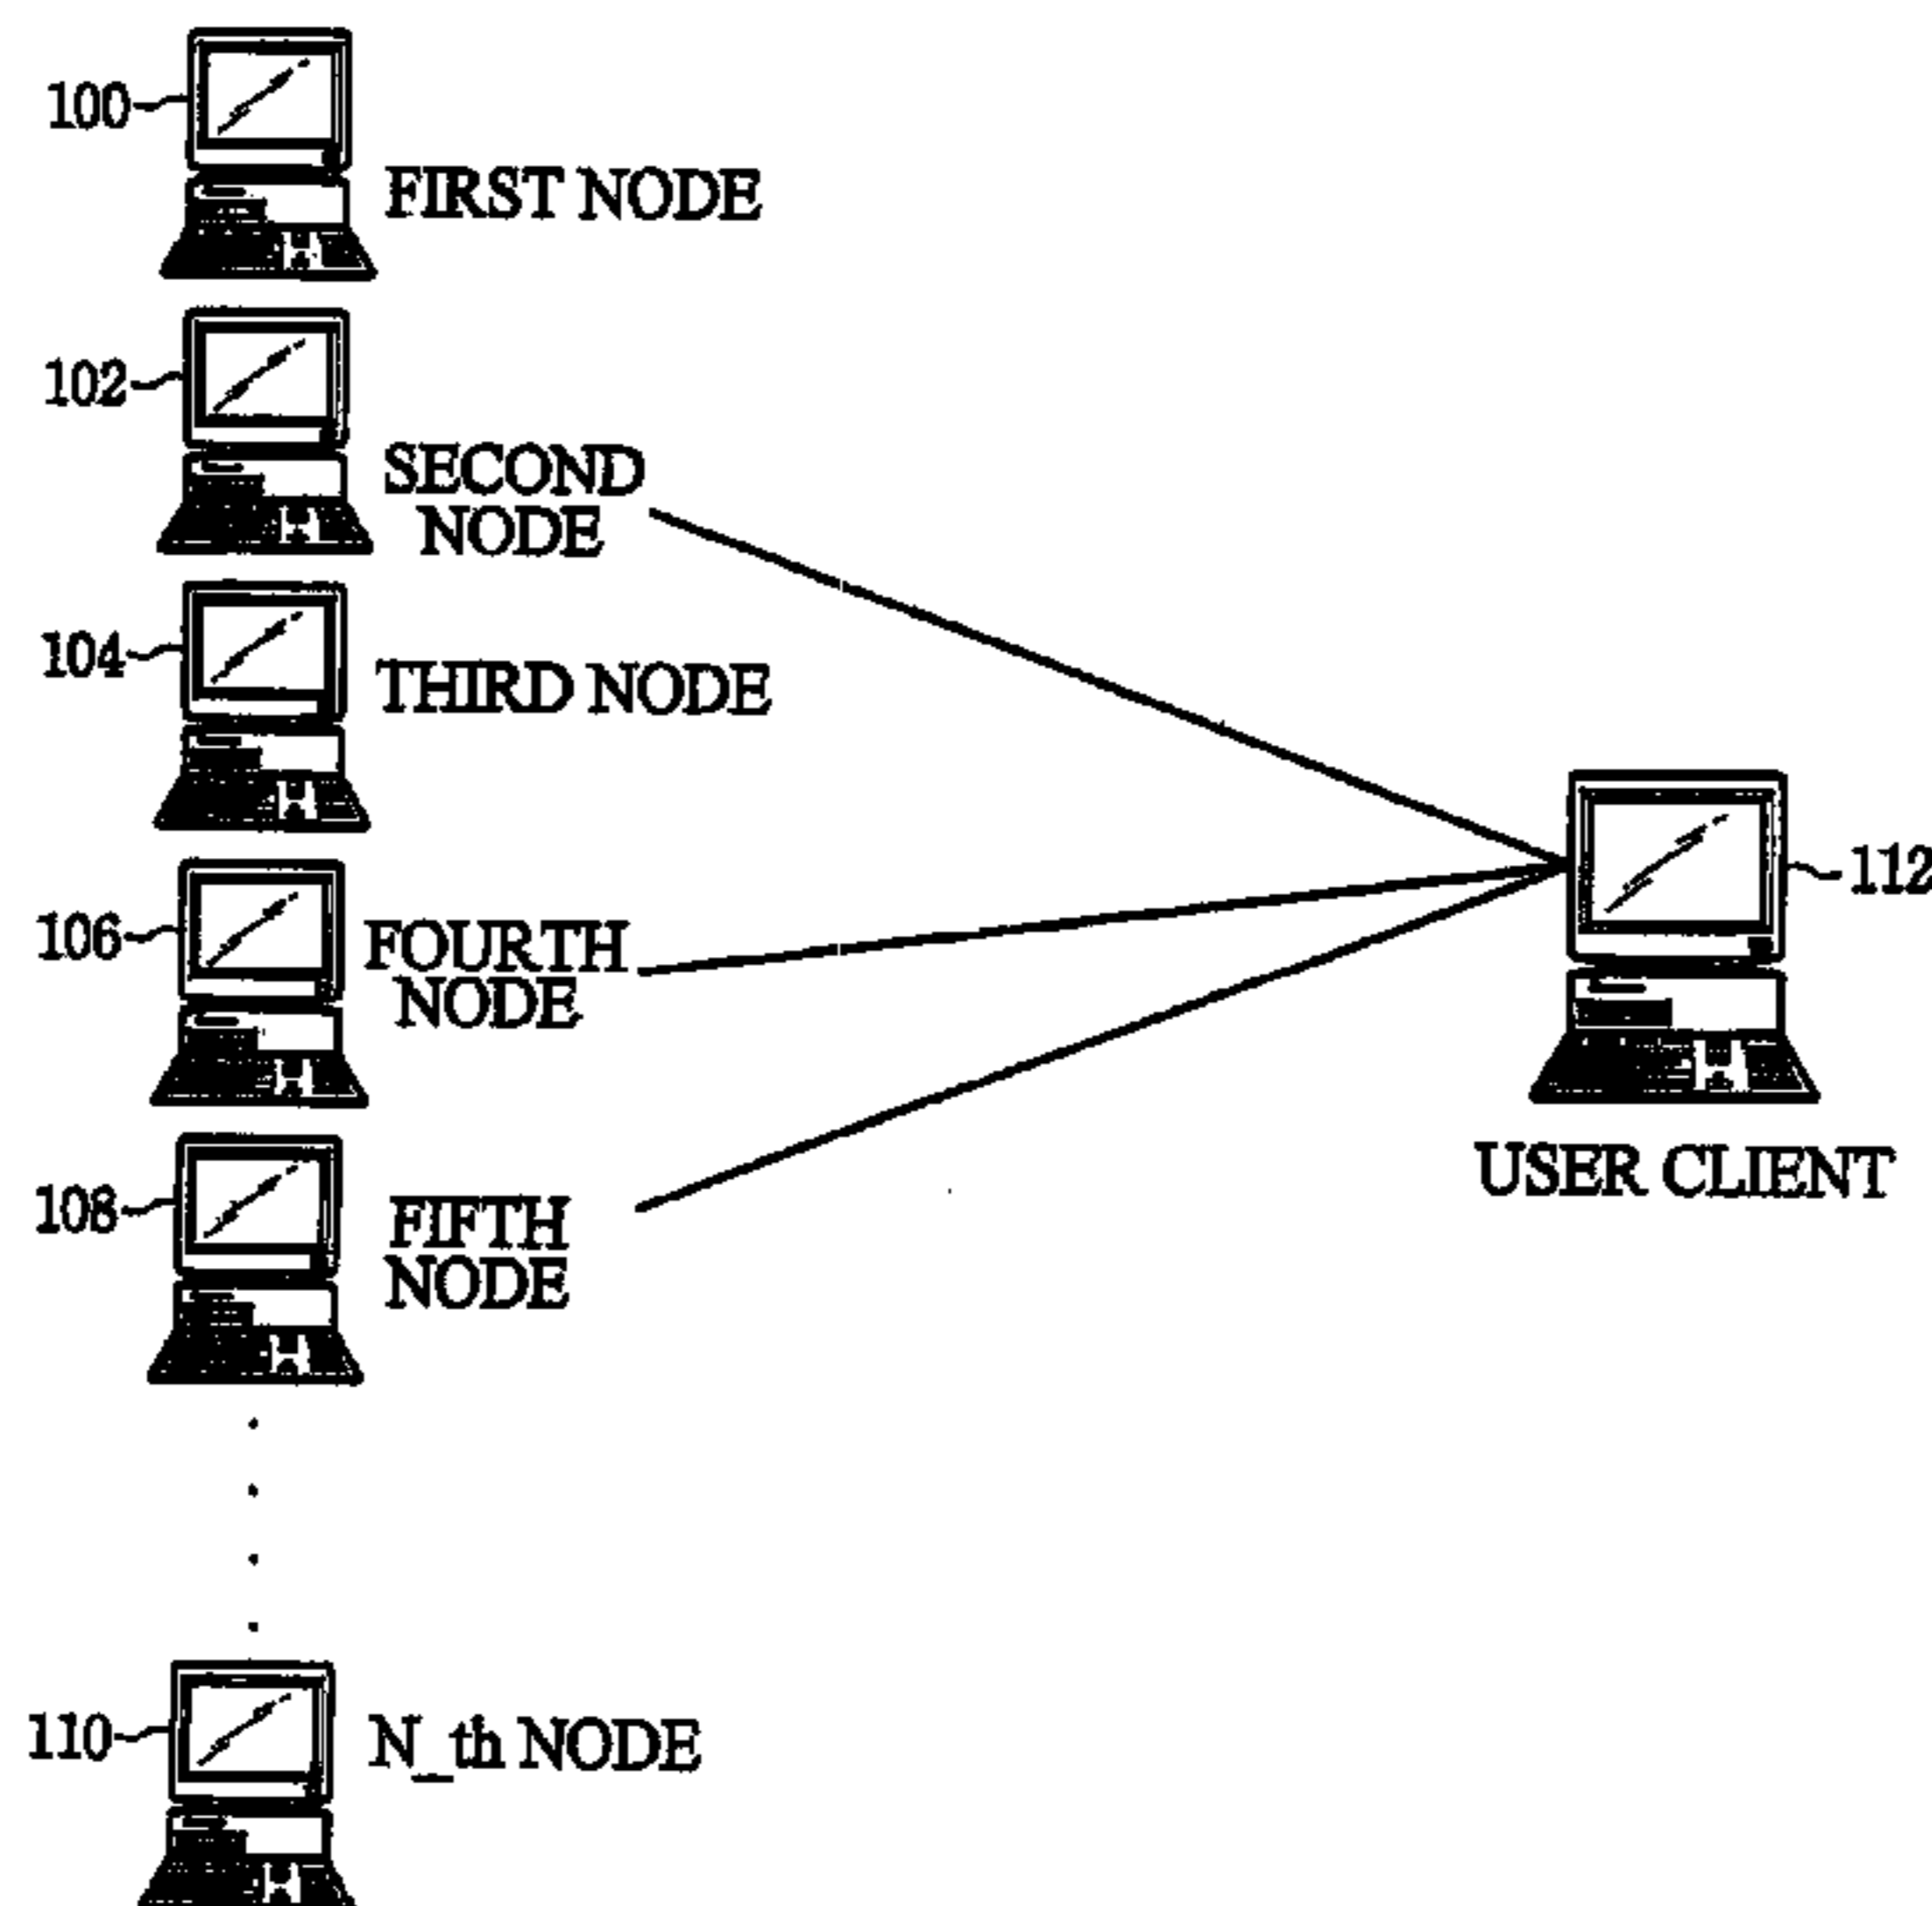 100
FIRST NODE
102
SECOND
NODE
104
THIRD NODE
106
FOURTH
NODE
108
FIFTH
NODE
112
USER CLIENT
110
N_th NODE